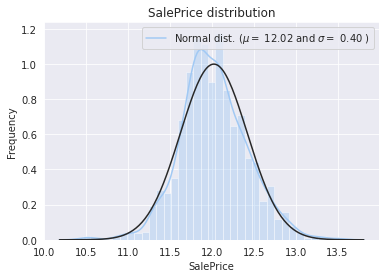 SalePrice distribution
Normal dist. (μ = 12.02 and σ = 0.40 )
Frequency
1.2
1.0
0.8
0.6
0.4
0.2
0.0
10.0 10.5 11.0 11.5 12.0 12.5 13.0 13.5
SalePrice